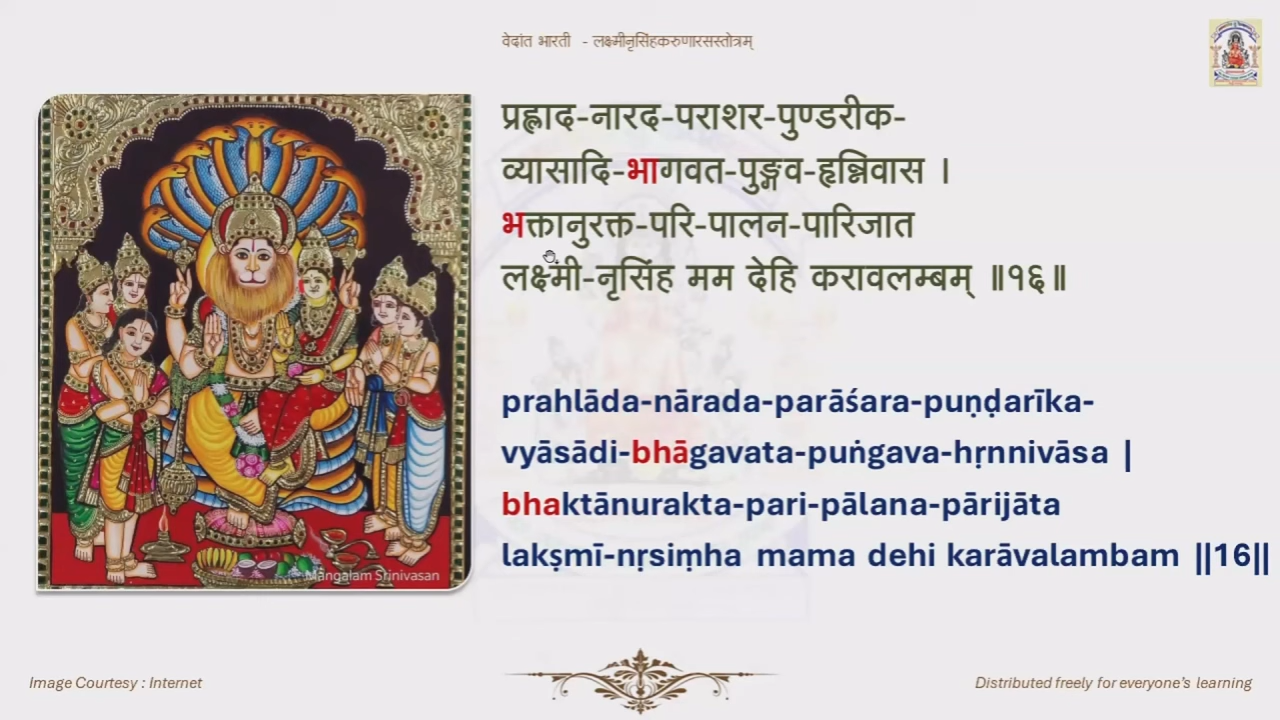 वेदांत भारती - लक्ष्मीनृसिंहकरुणारसस्तोत्रम्
प्रह्लाद-नारद-पराशर-पुण्डरीक-
व्यासादि-भागवत-पुङ्गव-हृन्निवास ।
भक्तानुरक्त-परि-पालन-पारिजात
लक्ष्मी-नृसिंह मम देहि करावलम्बम् ॥१६॥
prahlāda-nārada-parāśara-puṇḍarīka-
vyāsādi-bhāgavata-puṅgava-hṛnnivāsa |
bhaktānurakta-pari-pālana-pārijāta
lakṣmī-nṛsiṃha mama dehi karāvalambam ||16||
Mangalam Srinivasan
Image Courtesy : Internet
Distributed freely for everyone's learning